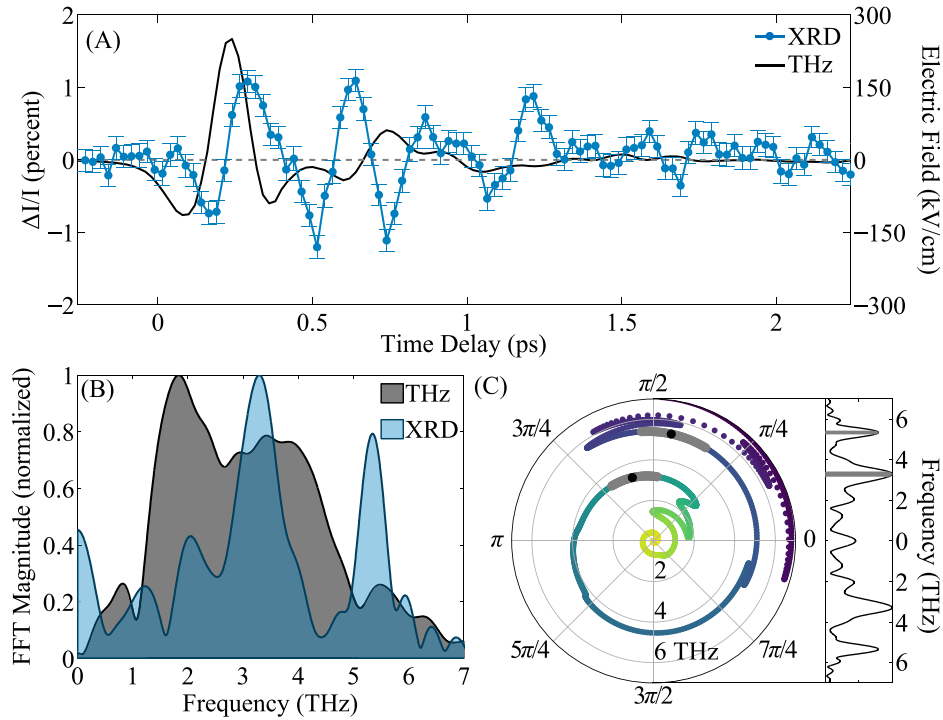 (A)
XRD
THz
2
1
0
-1
-2
ΔI/I (percent)
300
150
0
-150
-300
Electric Field (kV/cm)
0 0.5 1 1.5 2
Time Delay (ps)
(B)
THz
XRD
1
0.8
0.6
0.4
0.2
0
FFT Magnitude (normalized)
0 1 2 3 4 5 6 7
Frequency (THz)
(C)
π/2
3π/4
π/4
π
0
5π/4
7π/4
3π/2
2
4
6 THz
6
4
2
0
2
4
6
Frequency (THz)